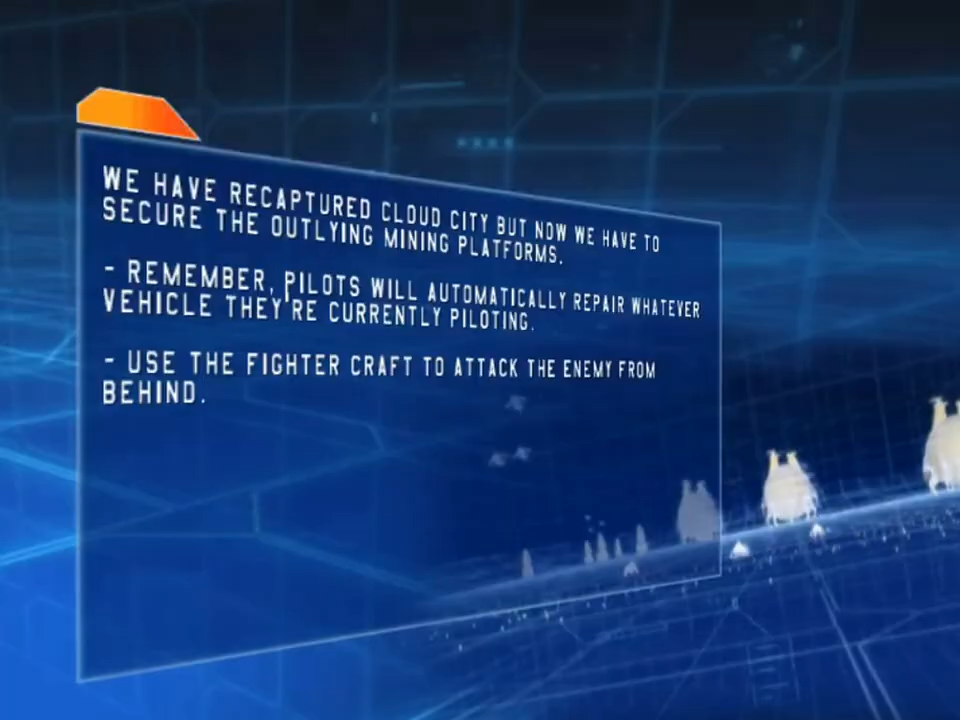 WE HAVE RECAPTURED CLOUD CITY BUT NOW WE HAVE TO
SECURE THE OUTLYING MINING PLATFORMS.
- REMEMBER, PILOTS WILL AUTOMATICALLY REPAIR WHATEVER
VEHICLE THEY'RE CURRENTLY PILOTING.
- USE THE FIGHTER CRAFT TO ATTACK THE ENEMY FROM
BEHIND.